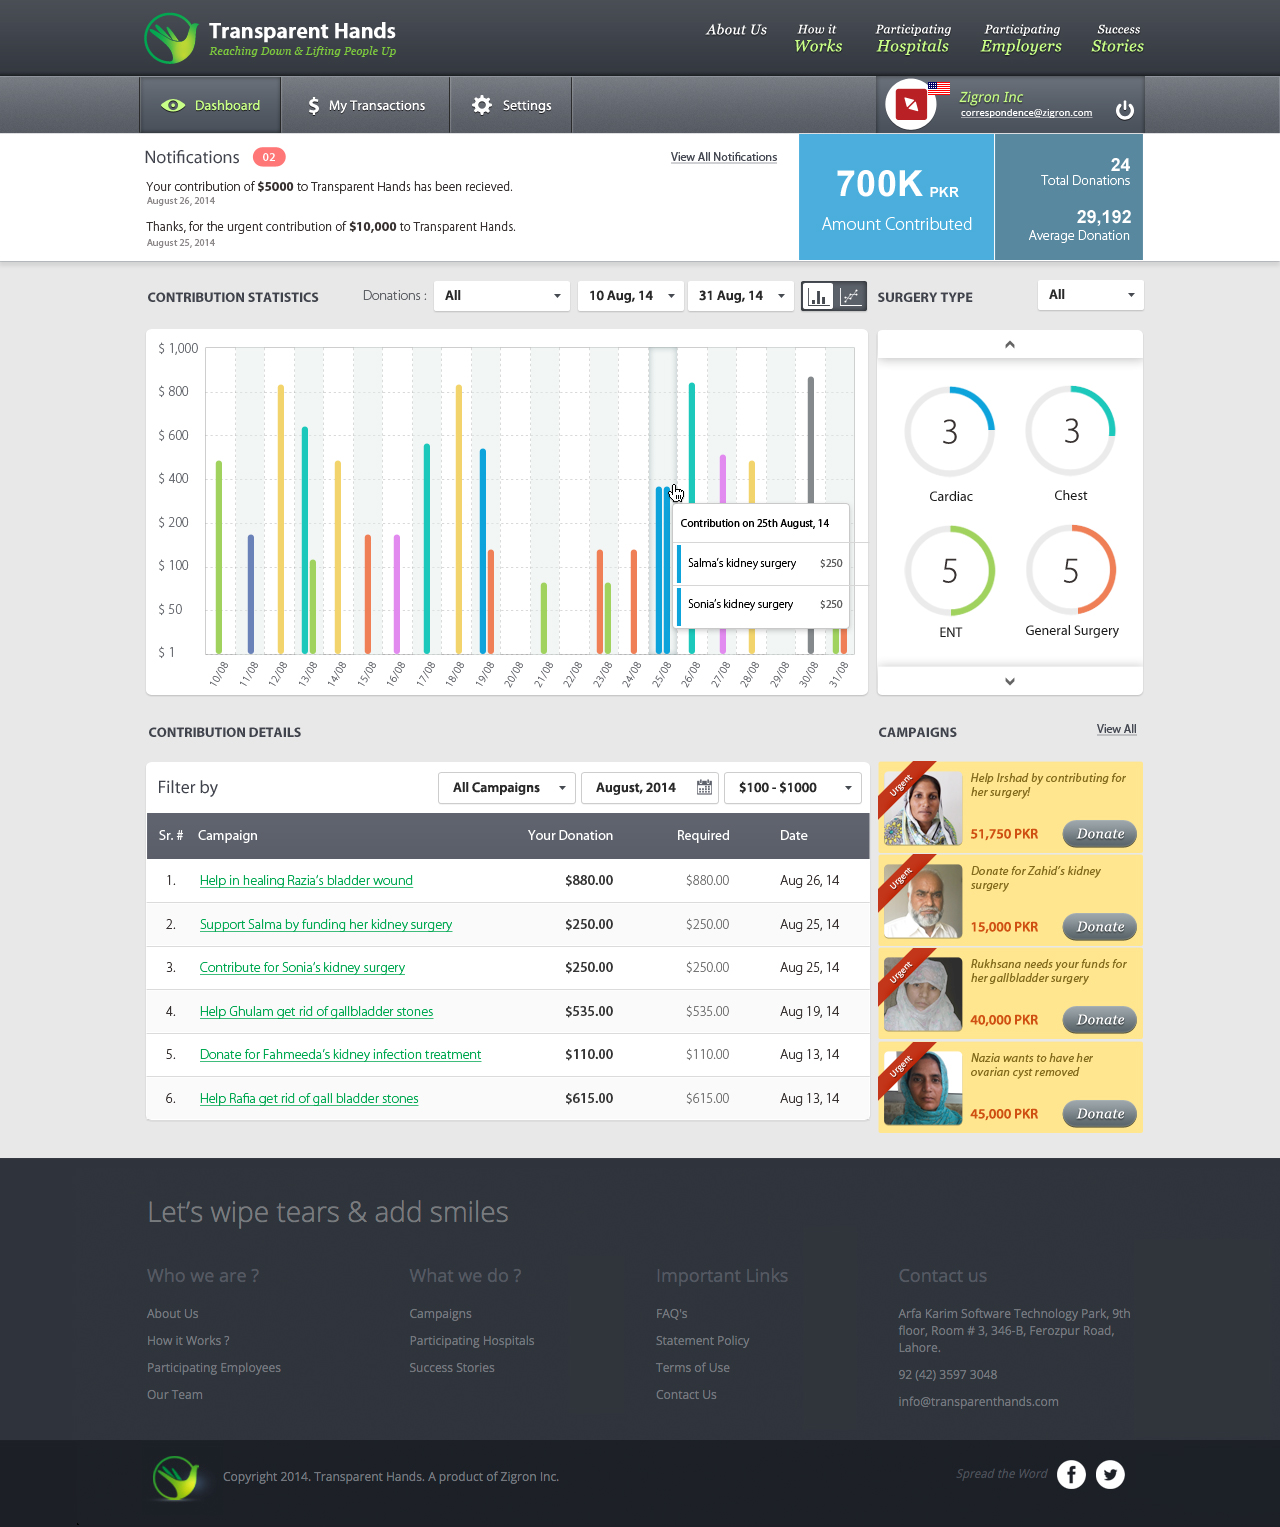 Transparent Hands
Reaching Down & Lifting People Up
About Us
How it Works
Participating Hospitals
Participating Employers
Success Stories
Dashboard
$ My Transactions
Settings
Zigron Inc
correspondence@zigron.com
Notifications 02
View All Notifications
Your contribution of $5000 to Transparent Hands has been recieved.
August 26, 2014
Thanks, for the urgent contribution of $10,000 to Transparent Hands.
August 25, 2014
700K PKR
Amount Contributed
24
Total Donations
29,192
Average Donation
CONTRIBUTION STATISTICS
Donations : All
10 Aug, 14
31 Aug, 14
SURGERY TYPE
All
$ 1,000
$ 800
$ 600
$ 400
$ 200
$ 100
$ 50
$ 1
10/08 11/08 12/08 13/08 14/08 15/08 16/08 17/08 18/08 19/08 20/08 21/08 22/08 23/08 24/08 25/08 26/08 27/08 28/08 29/08 30/08 31/08
Contribution on 25th August, 14
Salma's kidney surgery $250
Sonia's kidney surgery $250
3
Cardiac
3
Chest
5
ENT
5
General Surgery
CONTRIBUTION DETAILS
Filter by
All Campaigns
August, 2014
$100 - $1000
Sr. # Campaign Your Donation Required Date
1. Help in healing Razia's bladder wound $880.00 $880.00 Aug 26, 14
2. Support Salma by funding her kidney surgery $250.00 $250.00 Aug 25, 14
3. Contribute for Sonia's kidney surgery $250.00 $250.00 Aug 25, 14
4. Help Ghulam get rid of gallbladder stones $535.00 $535.00 Aug 19, 14
5. Donate for Fahmeeda's kidney infection treatment $110.00 $110.00 Aug 13, 14
6. Help Rafia get rid of gall bladder stones $615.00 $615.00 Aug 13, 14
CAMPAIGNS
View All
Urgent
Help Irshad by contributing for
her surgery!
51,750 PKR
Donate
Urgent
Donate for Zahid's kidney
surgery
15,000 PKR
Donate
Urgent
Rukhsana needs your funds for
her gallbladder surgery
40,000 PKR
Donate
Urgent
Nazia wants to have her
ovarian cyst removed
45,000 PKR
Donate
Let's wipe tears & add smiles
Who we are ?
About Us
How it Works ?
Participating Employees
Our Team
What we do ?
Campaigns
Participating Hospitals
Success Stories
Important Links
FAQ's
Statement Policy
Terms of Use
Contact Us
Contact us
Arfa Karim Software Technology Park, 9th
floor, Room # 3, 346-B, Ferozpur Road,
Lahore.
92 (42) 3597 3048
info@transparenthands.com
Copyright 2014. Transparent Hands. A product of Zigron Inc.
Spread the Word